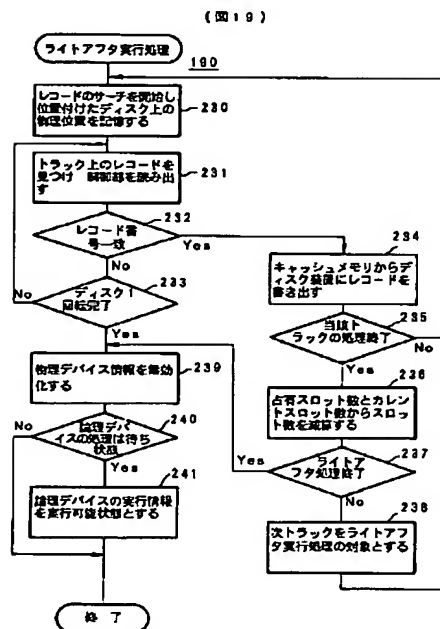 (図19)
ライトアフタ実行処理
190
レコードのサーチを開始し
位置付けたディスク上の
物理位置を記憶する
230
トラック上のレコードを
見つけ 制御部を読み出
す
231
レコード番
号一致
232
Yes
No
ディスク1
回転完了
233
No
Yes
キャッシュメモリからディ
スク装置にレコードを
書き出す
234
当該ト
ラックの処理終了
235
No
Yes
占有スロット数とカレント
スロット数からスロッ
ト数を減算する
236
ライトア
フタ処理終了
237
Yes
No
次トラックをライトアフ
タ実行処理の対象とする
238
物理デバイス情報を無効
化する
239
論理デバ
イスの処理は待ち
状態
240
No
Yes
論理デバイスの実行情報
を実行可能状態とする
241
終了